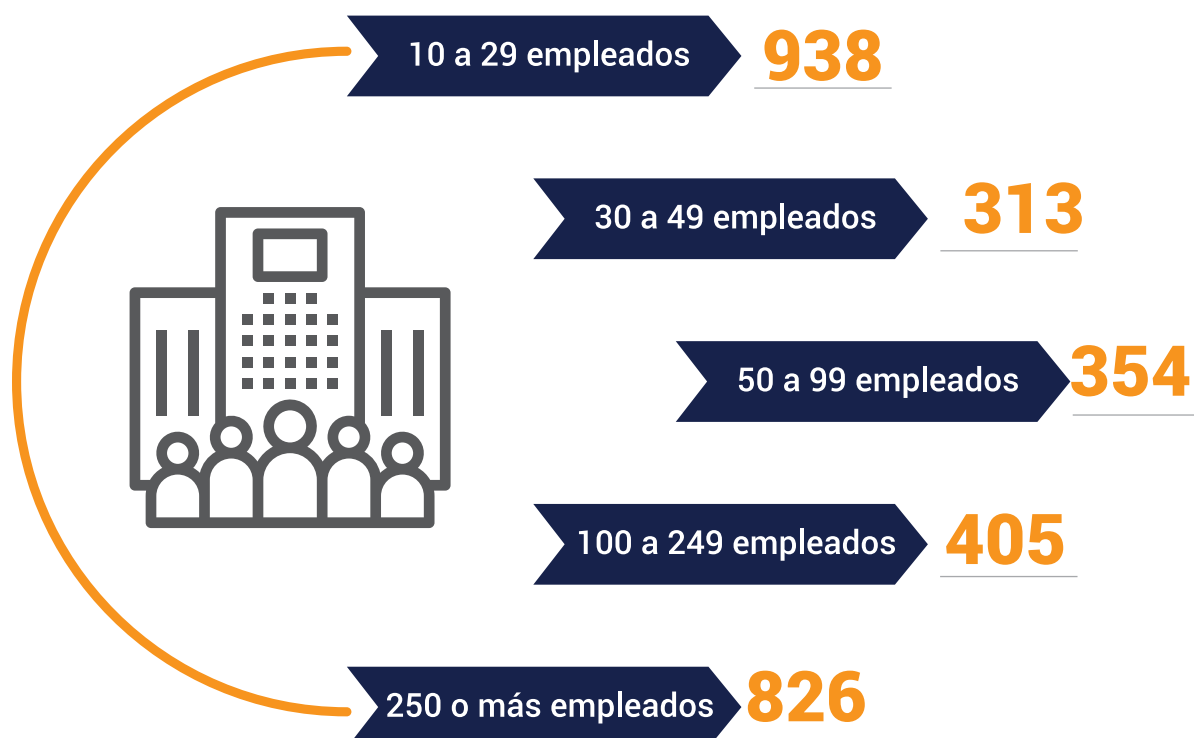 10 a 29 empleados 938
30 a 49 empleados 313
50 a 99 empleados 354
100 a 249 empleados 405
250 o más empleados 826